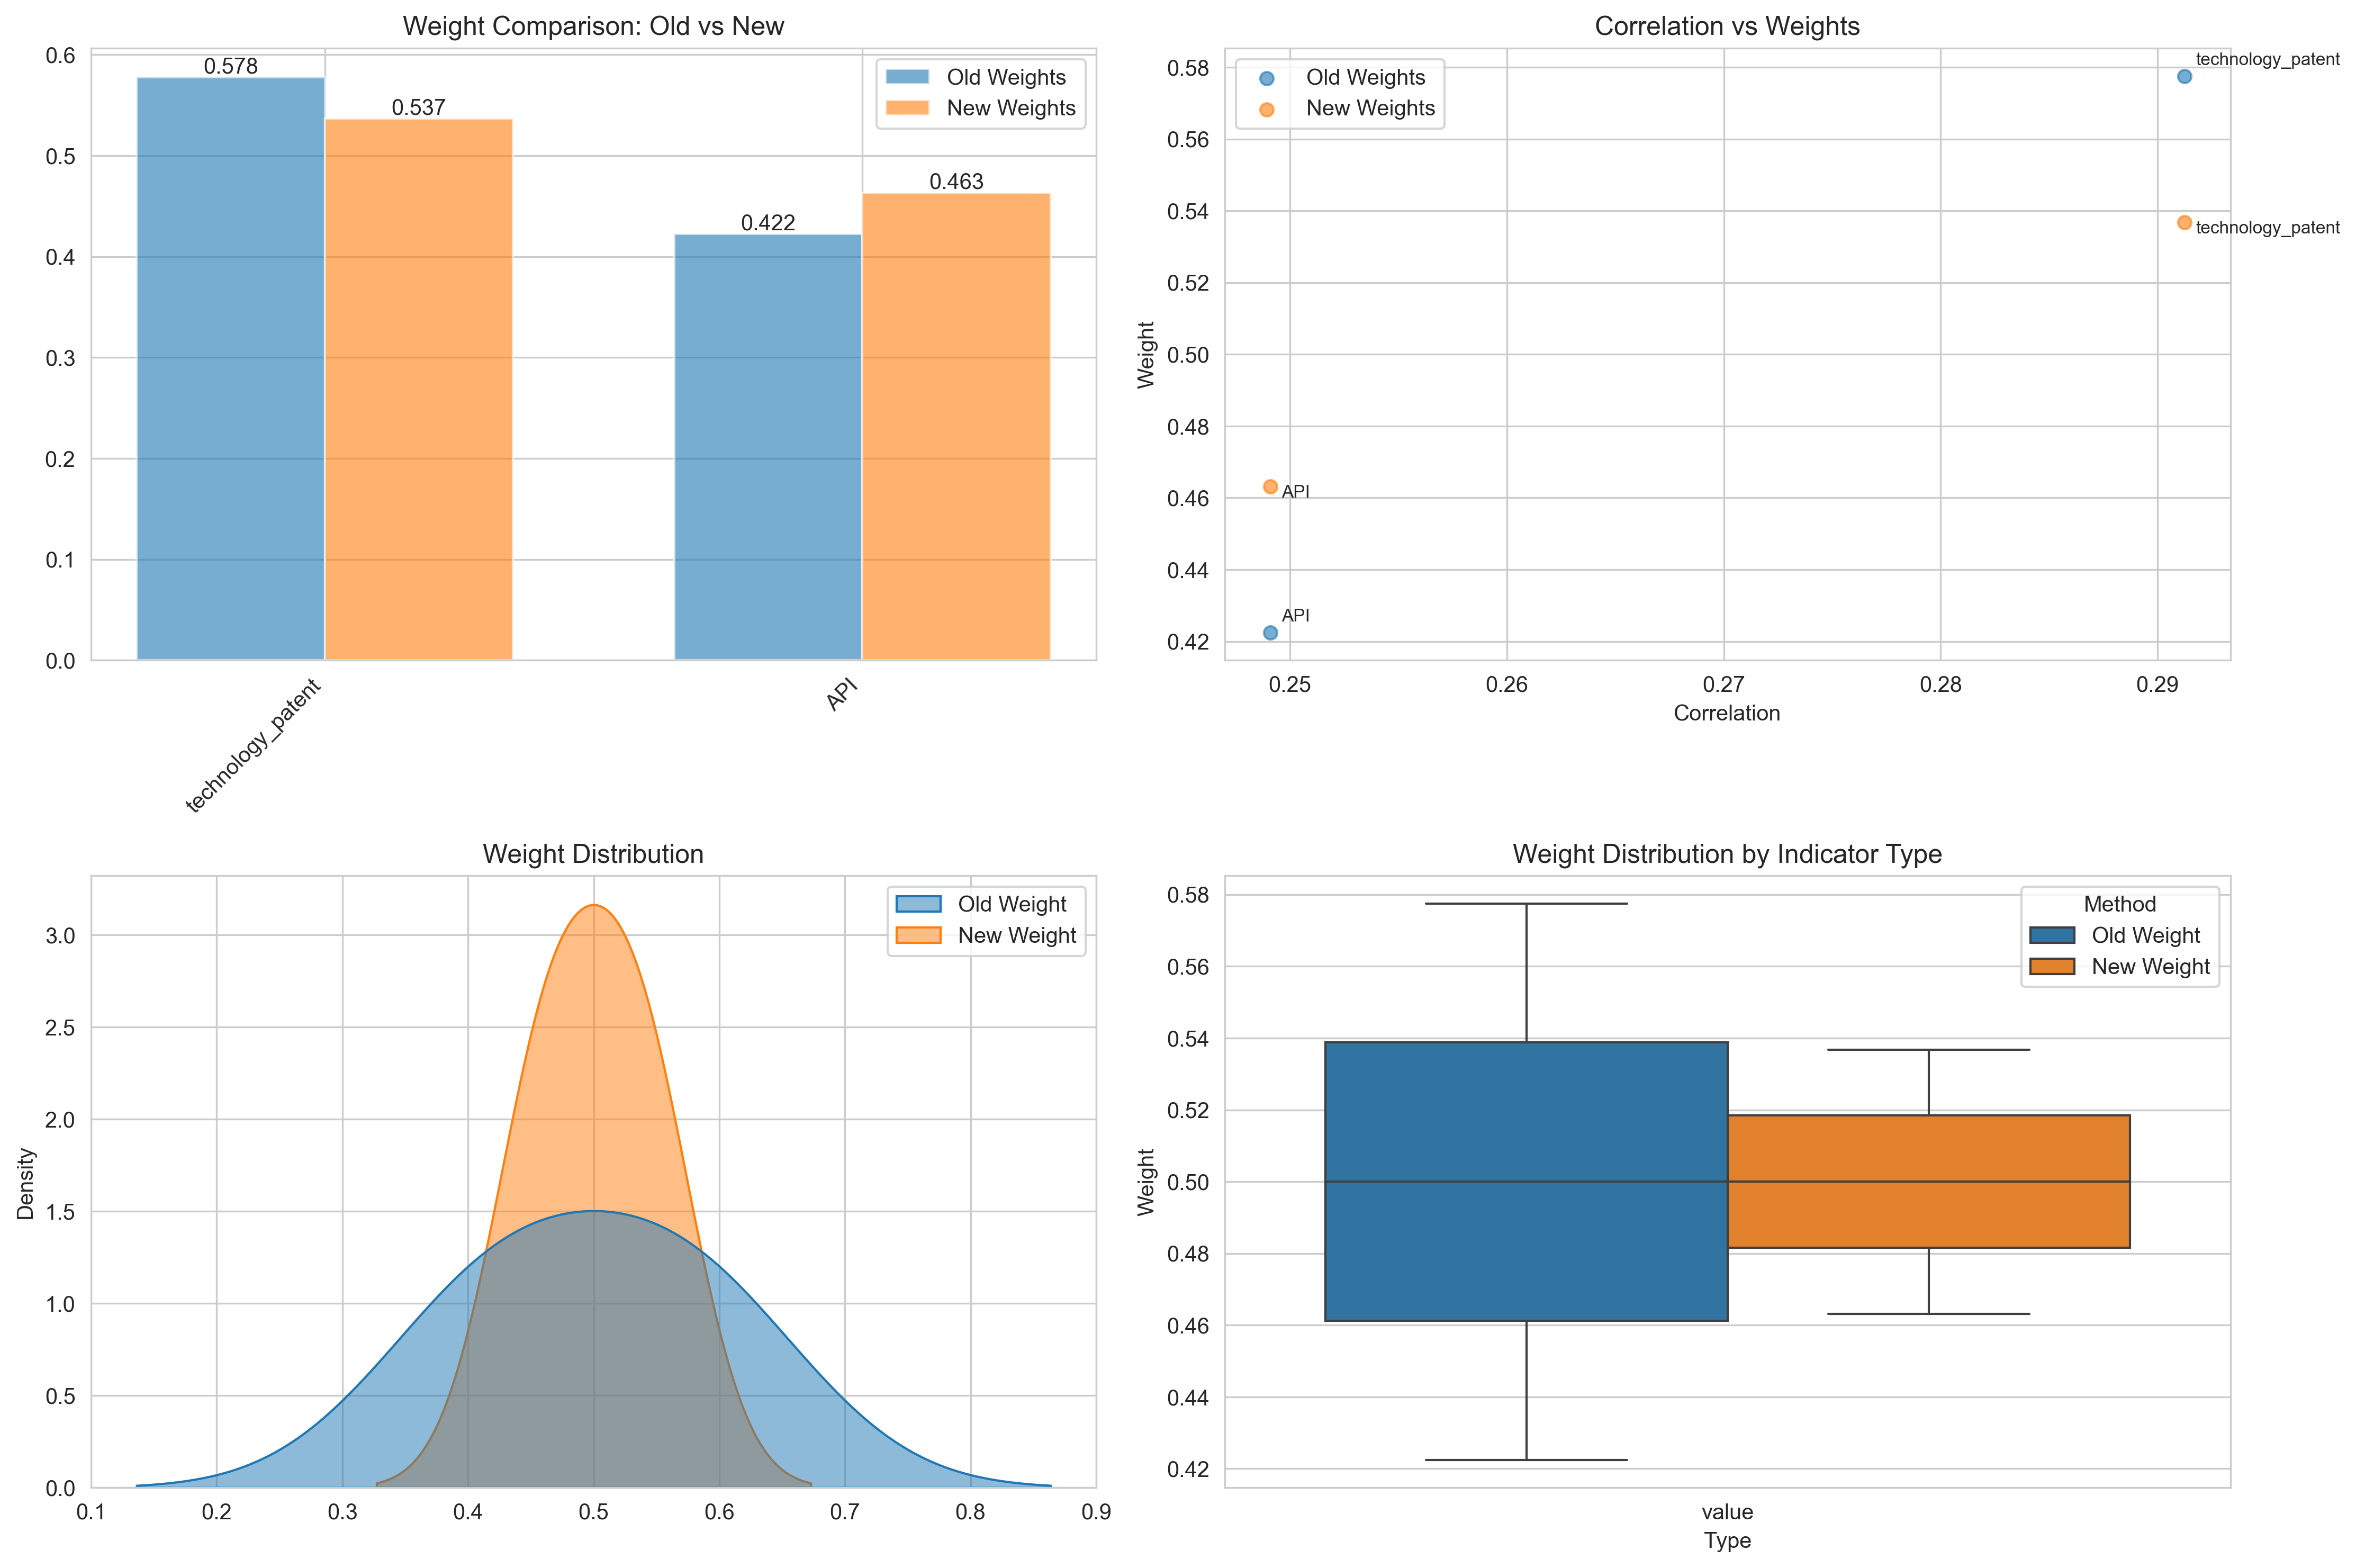 Weight Comparison: Old vs New
0.6
0.5
0.4
0.3
0.2
0.1
0.0
0.578
0.537
0.422
0.463
Old Weights
New Weights
technology_patent
API
Correlation vs Weights
Weight
0.58
0.56
0.54
0.52
0.50
0.48
0.46
0.44
0.42
Old Weights
New Weights
technology_patent
technology_patent
API
API
0.25
0.26
0.27
0.28
0.29
Correlation
Weight Distribution
Density
3.0
2.5
2.0
1.5
1.0
0.5
0.0
Old Weight
New Weight
0.1
0.2
0.3
0.4
0.5
0.6
0.7
0.8
0.9
Weight Distribution by Indicator Type
Weight
0.58
0.56
0.54
0.52
0.50
0.48
0.46
0.44
0.42
Method
Old Weight
New Weight
value
Type